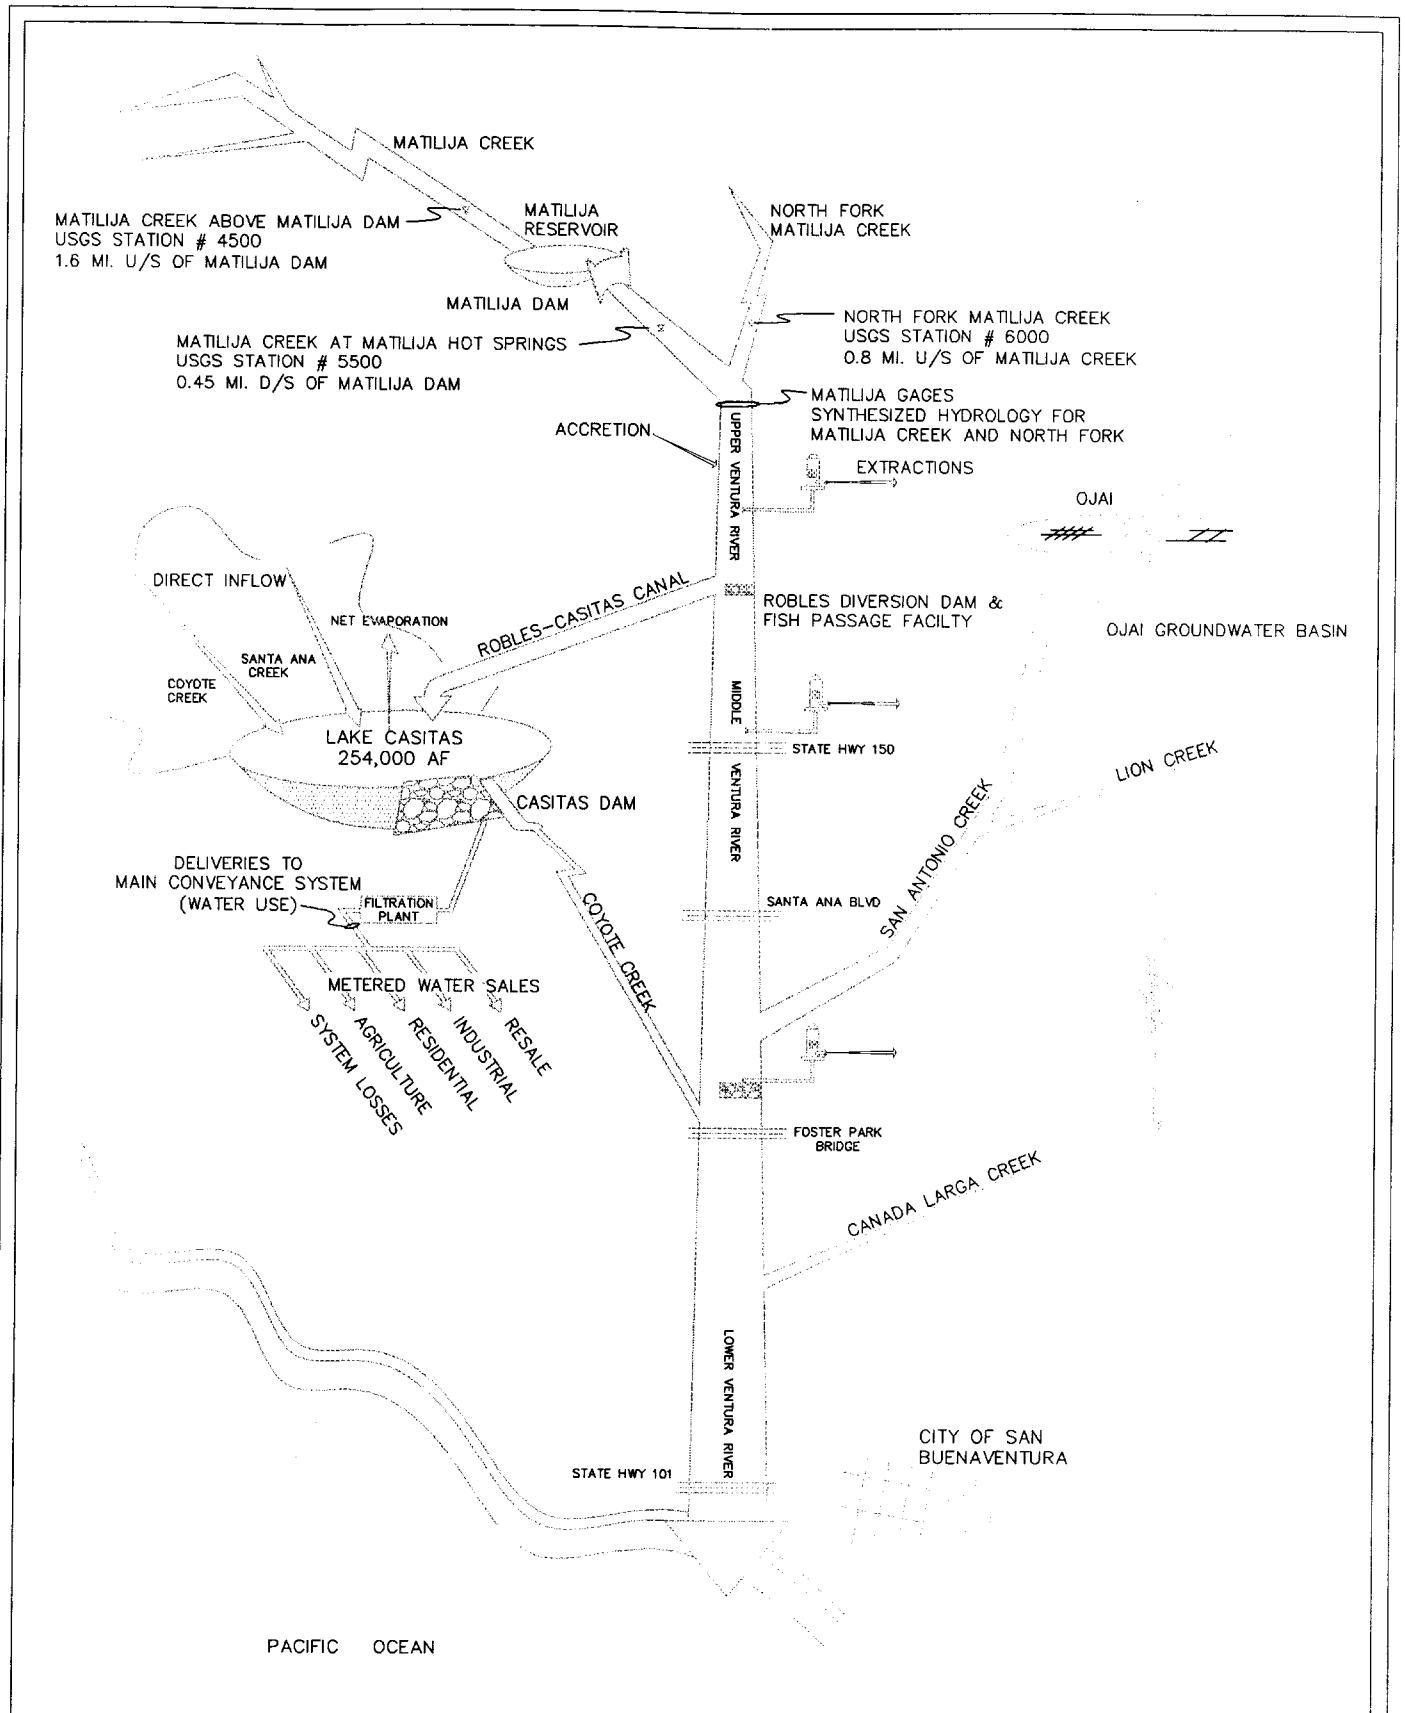 MATILIJA CREEK
MATILIJA CREEK ABOVE MATILIJA DAM
USGS STATION # 4500
1.6 MI. U/S OF MATILIJA DAM
MATILIJA
RESERVOIR
NORTH FORK
MATILIJA CREEK
MATILIJA DAM
MATILIJA CREEK AT MATILIJA HOT SPRINGS
USGS STATION # 5500
0.45 MI. D/S OF MATILIJA DAM
NORTH FORK MATILIJA CREEK
USGS STATION # 6000
0.8 MI. U/S OF MATILIJA CREEK
MATILIJA GAGES
SYNTHESIZED HYDROLOGY FOR
MATILIJA CREEK AND NORTH FORK
ACCRETION
UPPER VENTURA RIVER
EXTRACTIONS
OJAI
DIRECT INFLOW
NET EVAPORATION
ROBLES-CASITAS CANAL
ROBLES DIVERSION DAM &
FISH PASSAGE FACILTY
OJAI GROUNDWATER BASIN
SANTA ANA
CREEK
COYOTE
CREEK
LAKE CASITAS
254,000 AF
MIDDLE VENTURA RIVER
STATE HWY 150
LION CREEK
CASITAS DAM
SAN ANTONIO CREEK
DELIVERIES TO
MAIN CONVEYANCE SYSTEM
(WATER USE)
FILTRATION
PLANT
SANTA ANA BLVD
COYOTE CREEK
METERED WATER SALES
SYSTEM LOSSES
AGRICULTURE
RESIDENTIAL
INDUSTRIAL
RESALE
FOSTER PARK
BRIDGE
CANADA LARGA CREEK
LOWER VENTURA RIVER
CITY OF SAN
BUENAVENTURA
STATE HWY 101
PACIFIC OCEAN